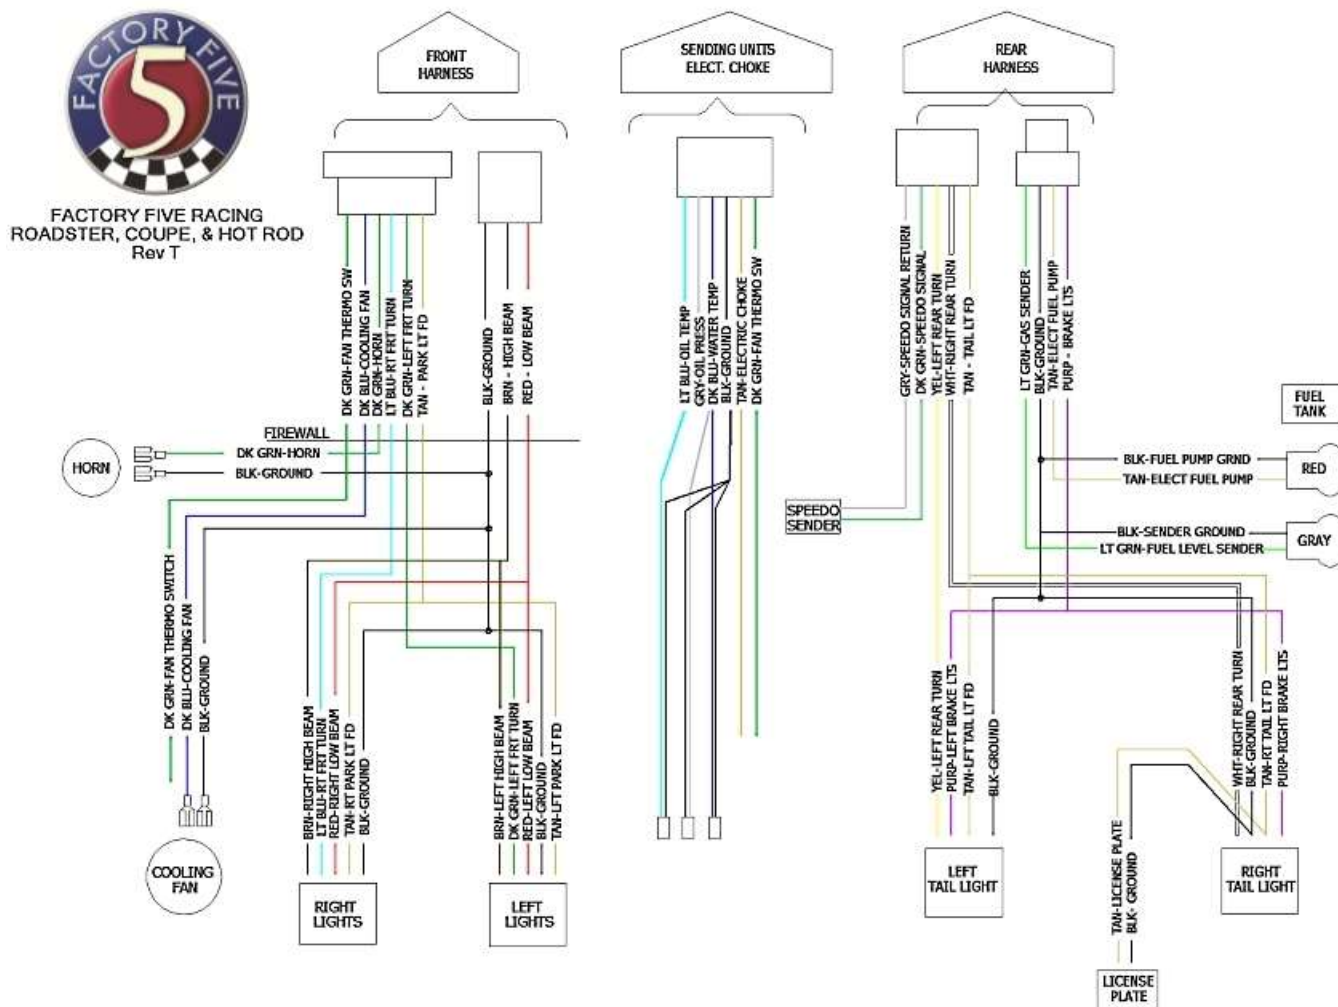 FACTORY FIVE
5
FACTORY FIVE RACING
ROADSTER, COUPE, & HOT ROD
Rev T
FRONT
HARNESS
SENDING UNITS
ELECT. CHOKE
REAR
HARNESS
DK GRN-FAN THERMO SW
DK BLU-COOLING FAN
DK GRN-HORN
LT BLU-RT FRT TURN
DK GRN-LEFT FRT TURN
TAN - PARK LT FD
BLK-GROUND
BRN - HIGH BEAM
RED - LOW BEAM
LT BLU-OIL TEMP
GRY-OIL PRESS
DK BLU-WATER TEMP
BLK-GROUND
TAN-ELECTRIC CHOKE
DK GRN-FAN THERMO SW
GRY-SPEEDO SIGNAL RETURN
DK GRN-SPEEDO SIGNAL
YEL-LEFT REAR TURN
WHT-RIGHT REAR TURN
TAN - TAIL LT FD
LT GRN-GAS SENDER
BLK-GROUND
TAN-ELECT FUEL PUMP
PURP - BRAKE LTS
FUEL
TANK
FIREWALL
HORN
DK GRN-HORN
BLK-GROUND
BLK-FUEL PUMP GRND
TAN-ELECT FUEL PUMP
RED
SPEEDO
SENDER
BLK-SENDER GROUND
LT GRN-FUEL LEVEL SENDER
GRAY
DK GRN-FAN THERMO SWITCH
DK BLU-COOLING FAN
BLK-GROUND
COOLING
FAN
BRN-RIGHT HIGH BEAM
LT BLU-RT FRT TURN
RED-RIGHT LOW BEAM
TAN-RT PARK LT FD
BLK-GROUND
RIGHT
LIGHTS
BRN-LEFT HIGH BEAM
DK GRN-LEFT FRT TURN
RED-LEFT LOW BEAM
BLK-GROUND
TAN-LFT PARK LT FD
LEFT
LIGHTS
YEL-LEFT REAR TURN
PURP-LEFT BRAKE LTS
TAN-LFT TAIL LT FD
BLK-GROUND
LEFT
TAIL LIGHT
WHT-RIGHT REAR TURN
BLK-GROUND
TAN-RT TAIL LT FD
PURP-RIGHT BRAKE LTS
RIGHT
TAIL LIGHT
TAN-LICENSE PLATE
BLK- GROUND
LICENSE
PLATE